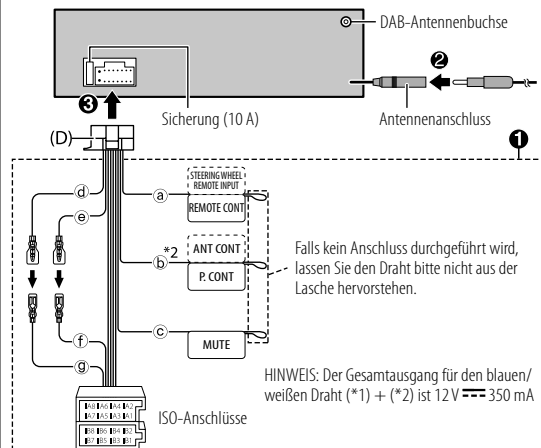 DAB-Antennenbuchse
❷
❸
Sicherung (10 A)
Antennenanschluss
(D)
❶
ⓓ
ⓔ
ⓐ
STEERING WHEEL
REMOTE INPUT
REMOTE CONT
*2
ⓑ
ANT CONT
P. CONT
Falls kein Anschluss durchgeführt wird,
lassen Sie den Draht bitte nicht aus der
Lasche hervorstehen.
ⓒ
MUTE
ⓕ
ⓖ
HINWEIS: Der Gesamtausgang für den blauen/
weißen Draht (*1) + (*2) ist 12 V ⎓ 350 mA
ISO-Anschlüsse
A8 A6 A4 A2
A7 A5 A3 A1
B8 B6 B4 B2
B7 B5 B3 B1